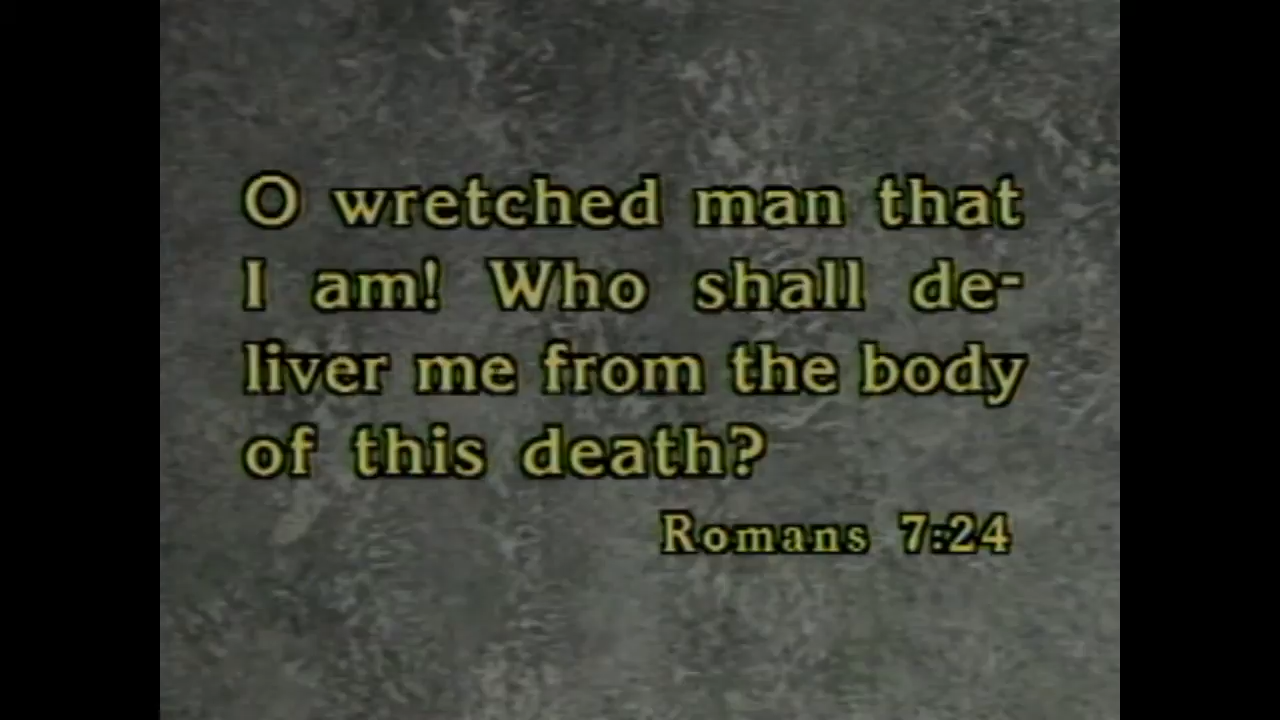 O wretched man that
I am! Who shall de-
liver me from the body
of this death?
Romans 7:24